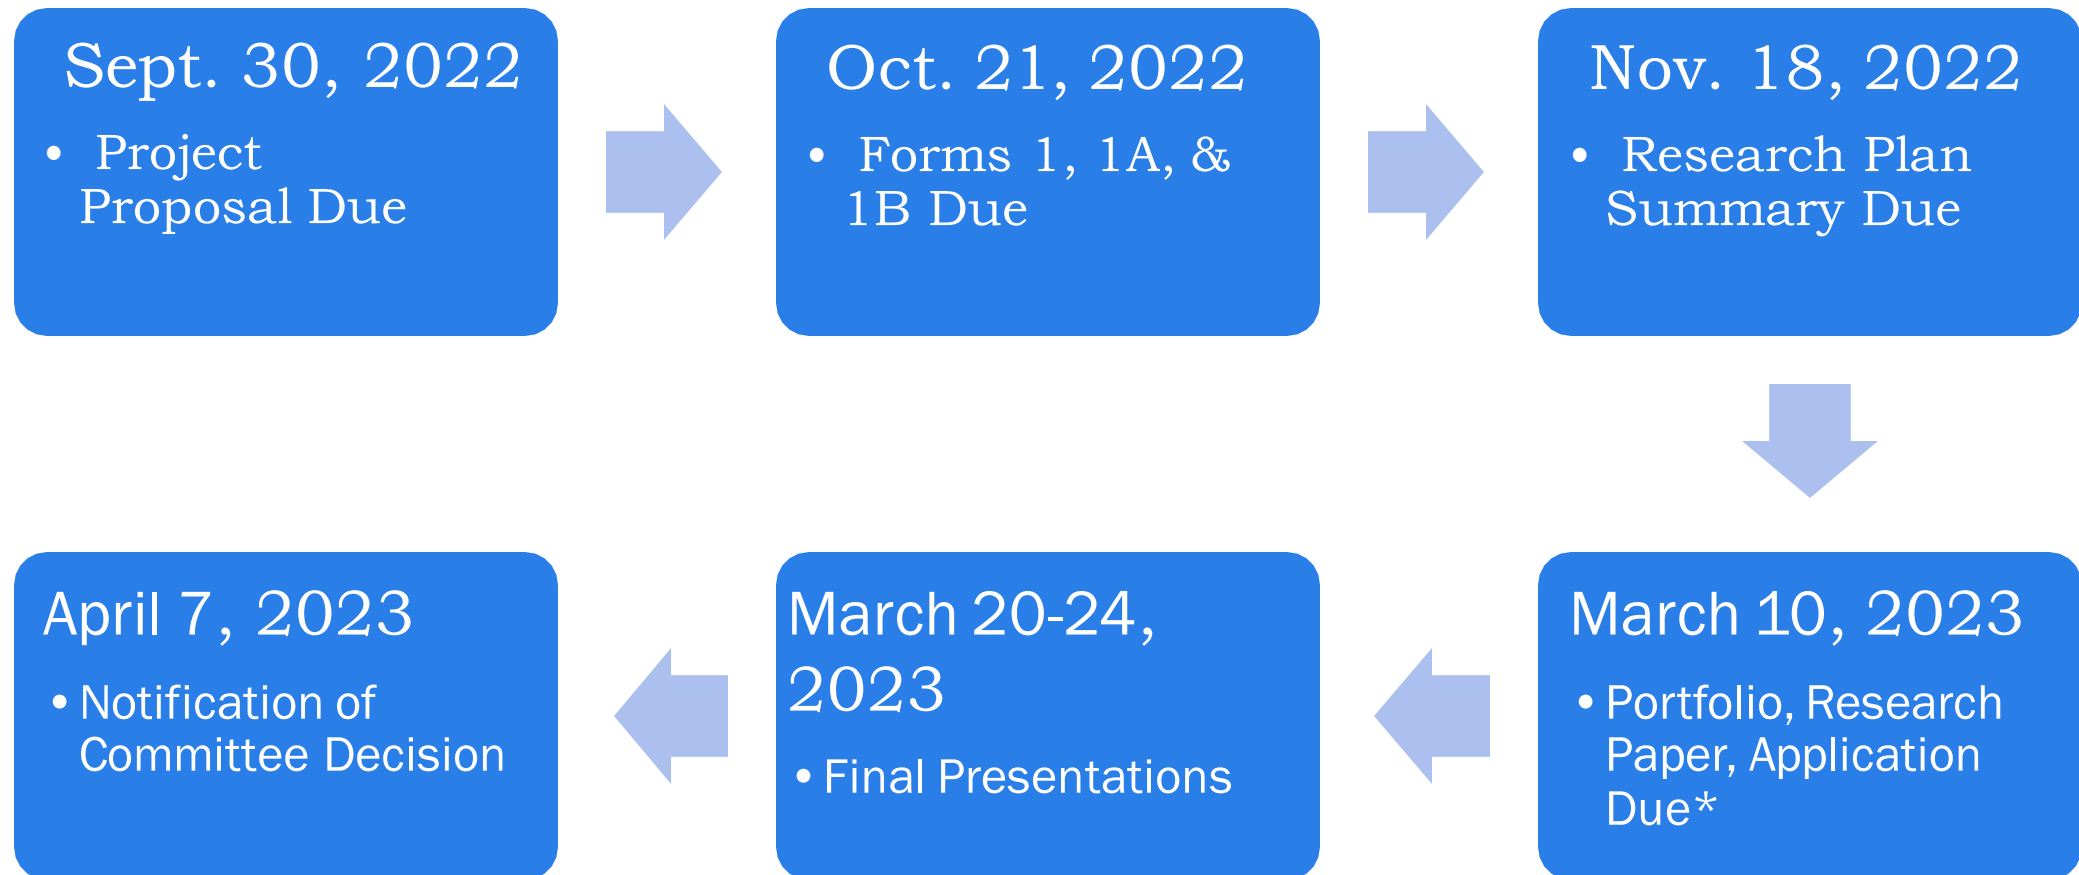 Sept. 30, 2022
• Project
Proposal Due
Oct. 21, 2022
• Forms 1, 1A, &
1B Due
Nov. 18, 2022
• Research Plan
Summary Due
March 10, 2023
• Portfolio, Research
Paper, Application
Due*
March 20-24,
2023
• Final Presentations
April 7, 2023
• Notification of
Committee Decision